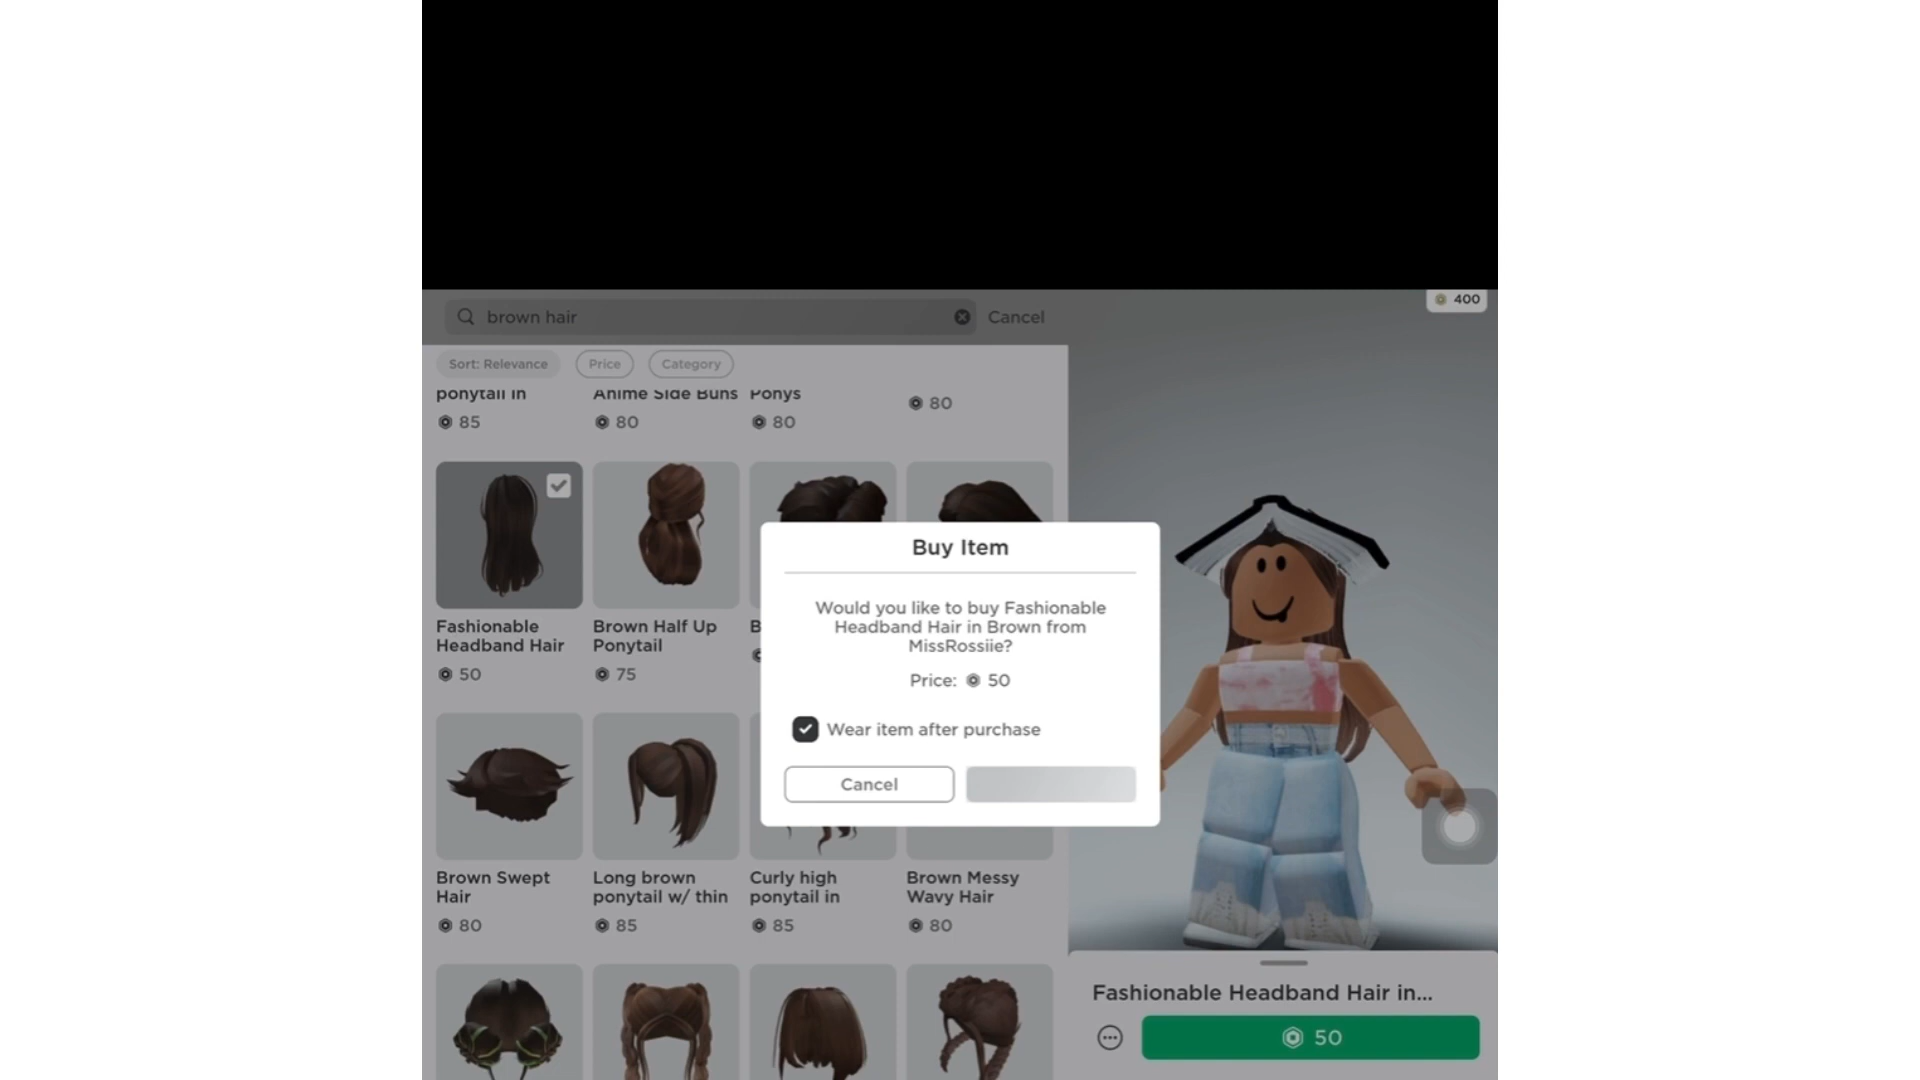 brown hair
Cancel
400
Sort: Relevance
Price
Category
ponytail in
Anime Side Buns
Ponys
85
80
80
80
Fashionable
Headband Hair
50
Brown Half Up
Ponytail
75
B
Buy Item
Would you like to buy Fashionable
Headband Hair in Brown from
MissRossiie?
Price: 50
Wear item after purchase
Cancel
Brown Swept
Hair
80
Long brown
ponytail w/ thin
85
Curly high
ponytail in
85
Brown Messy
Wavy Hair
80
Fashionable Headband Hair in...
50